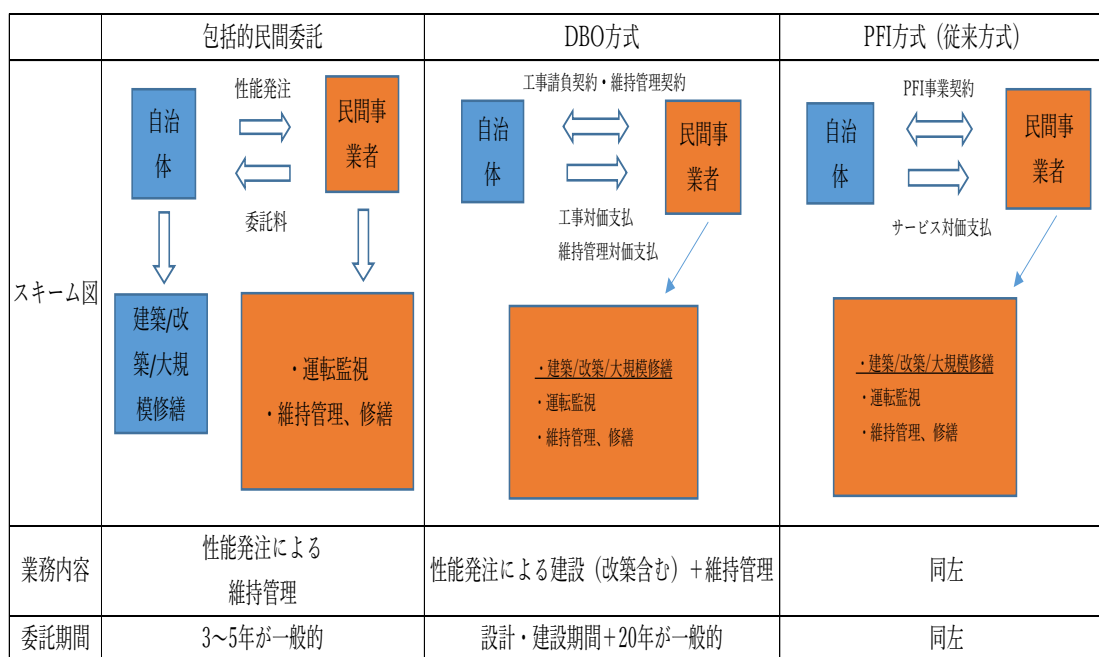 包括的民間委託
DBO方式
PFI方式（従来方式）
スキーム図
性能発注
自治
体
民間事
業者
委託料
建築/改
築/大規
模修繕
・運転監視
・維持管理、修繕
工事請負契約・維持管理契約
自治
体
民間事
業者
工事対価支払
維持管理対価支払
・建築/改築/大規模修繕
・運転監視
・維持管理、修繕
PFI事業契約
自治
体
民間事
業者
サービス対価支払
・建築/改築/大規模修繕
・運転監視
・維持管理、修繕
業務内容
性能発注による
維持管理
性能発注による建設（改築含む）＋維持管理
同左
委託期間
3～5年が一般的
設計・建設期間＋20年が一般的
同左